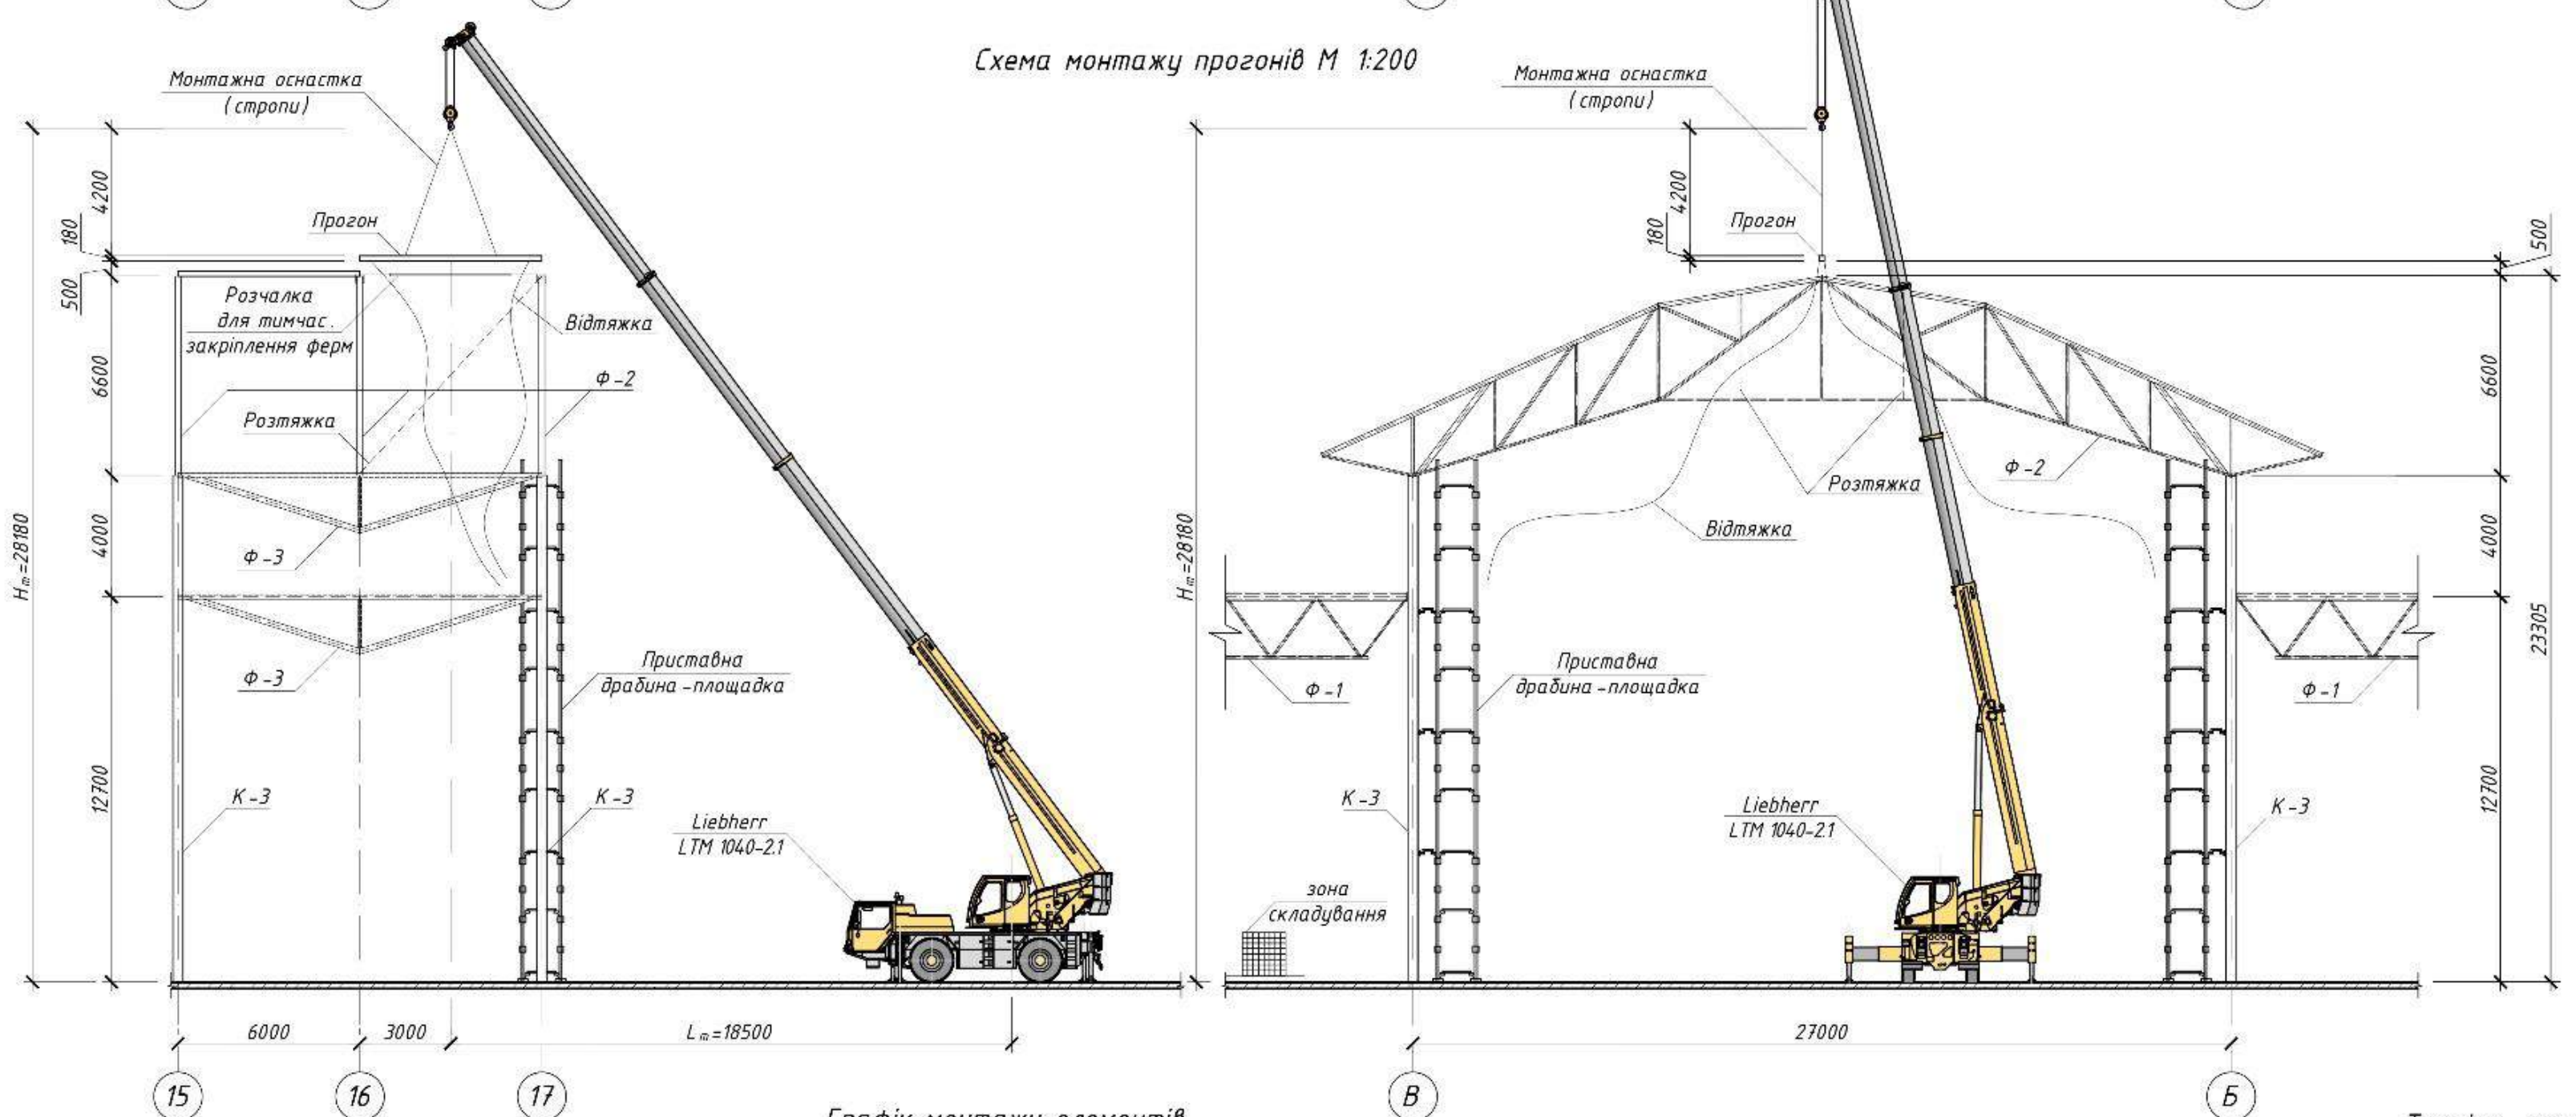 Схема монтажу прогонів М 1:200
Монтажна оснастка
(стропи)
Прогон
Розчалка
для тимчас.
закріплення ферм
Відтяжка
Ф-2
Розтяжка
Ф-3
Ф-3
Приставна
драбина-площадка
К-3
К-3
Liebherr
LTM 1040-2.1
4200
180
500
6600
4000
12700
Hт=28180
6000
3000
Lт=18500
15
16
17
Монтажна оснастка
(стропи)
Прогон
4200
180
500
Hт=28180
Ф-2
Розтяжка
Відтяжка
Ф-1
Ф-1
Приставна
драбина-площадка
К-3
К-3
Liebherr
LTM 1040-2.1
зона
складування
6600
4000
12700
23305
27000
В
Б
Графік монтажу елементів